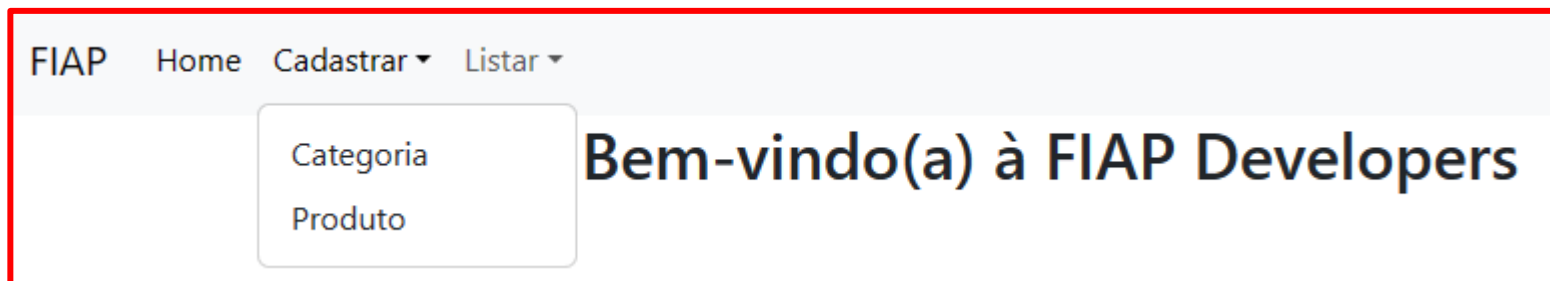 FIAP Home Cadastrar Listar
Bem-vindo(a) à FIAP Developers
Categoria
Produto